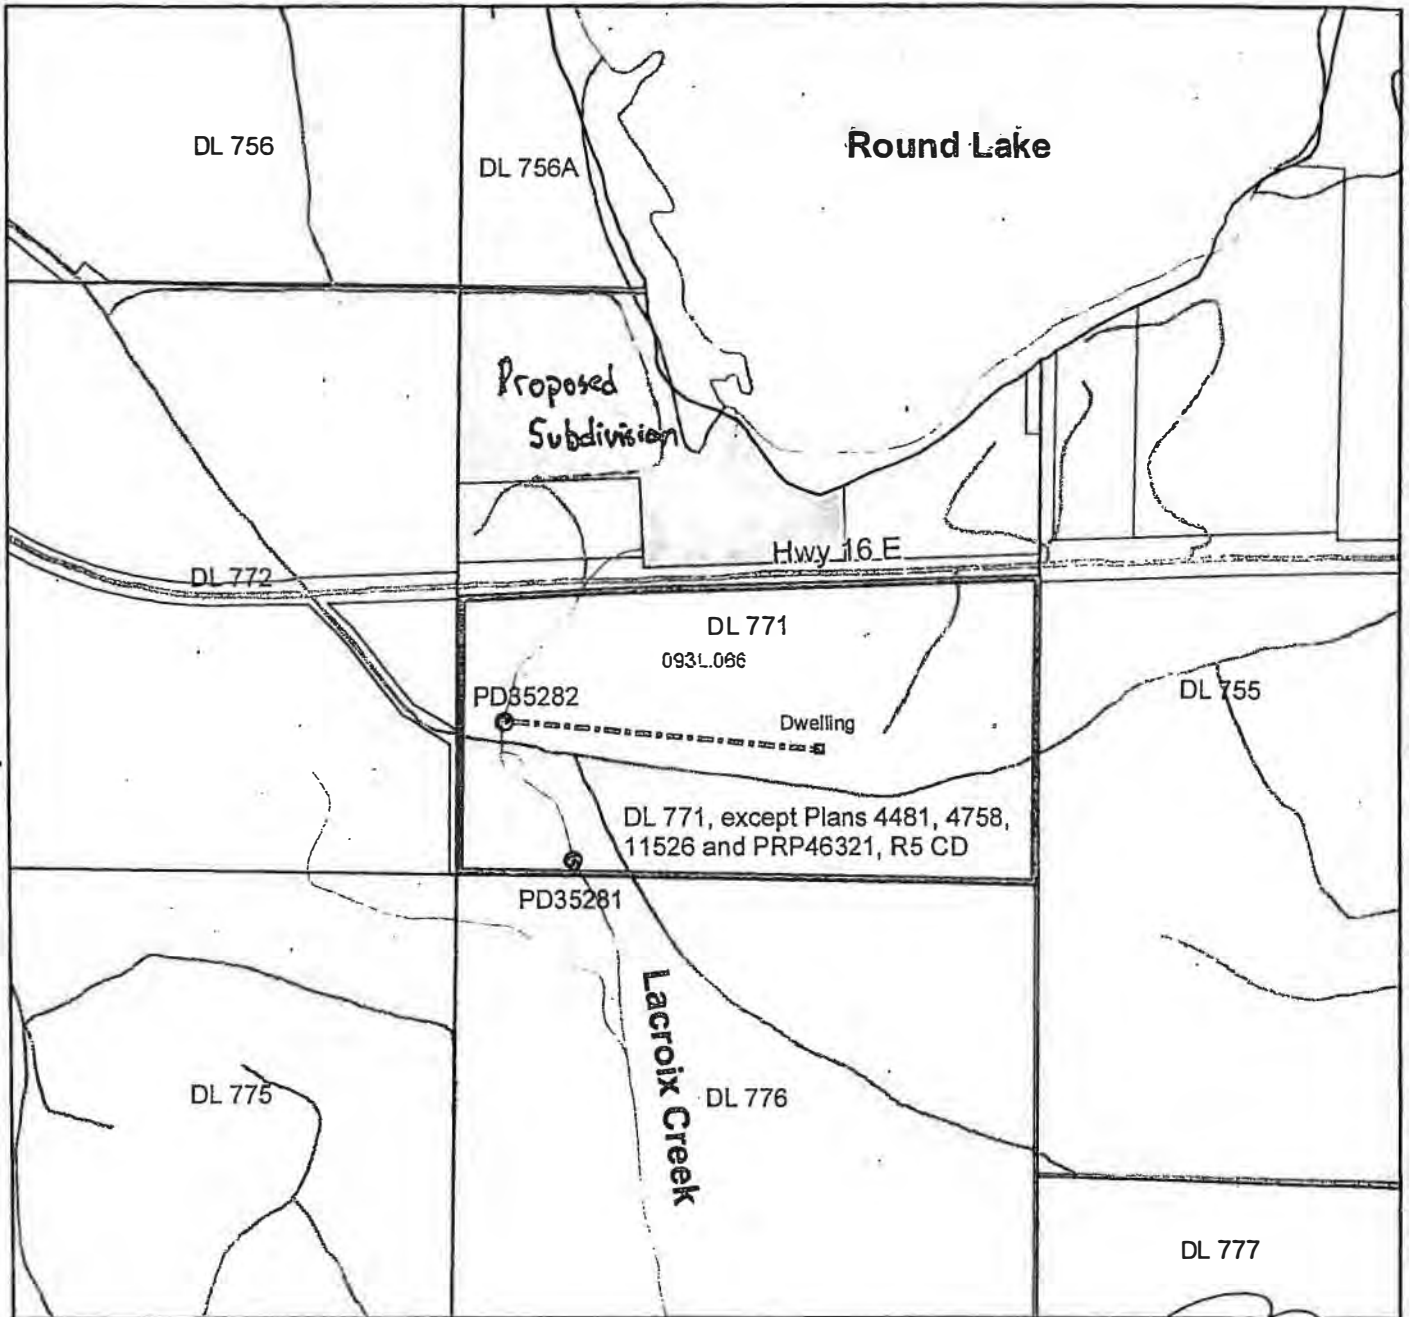 DL 756
DL 756A
Round Lake
Proposed
Subdivision
Hwy 16 E
DL 772
DL 771
093L.066
PD35282
Dwelling
DL 755
DL 771, except Plans 4481, 4758,
11526 and PRP46321, R5 CD
PD35281
Lacroix Creek
DL 775
DL 776
DL 777